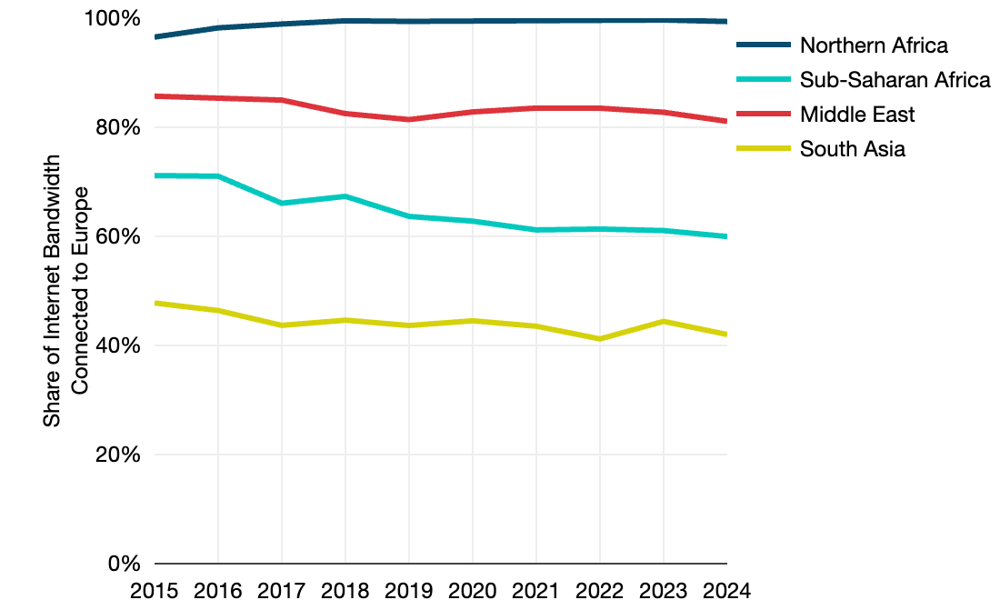 100%
80%
60%
40%
20%
0%
Share of Internet Bandwidth
Connected to Europe
2015 2016 2017 2018 2019 2020 2021 2022 2023 2024
Northern Africa
Sub-Saharan Africa
Middle East
South Asia